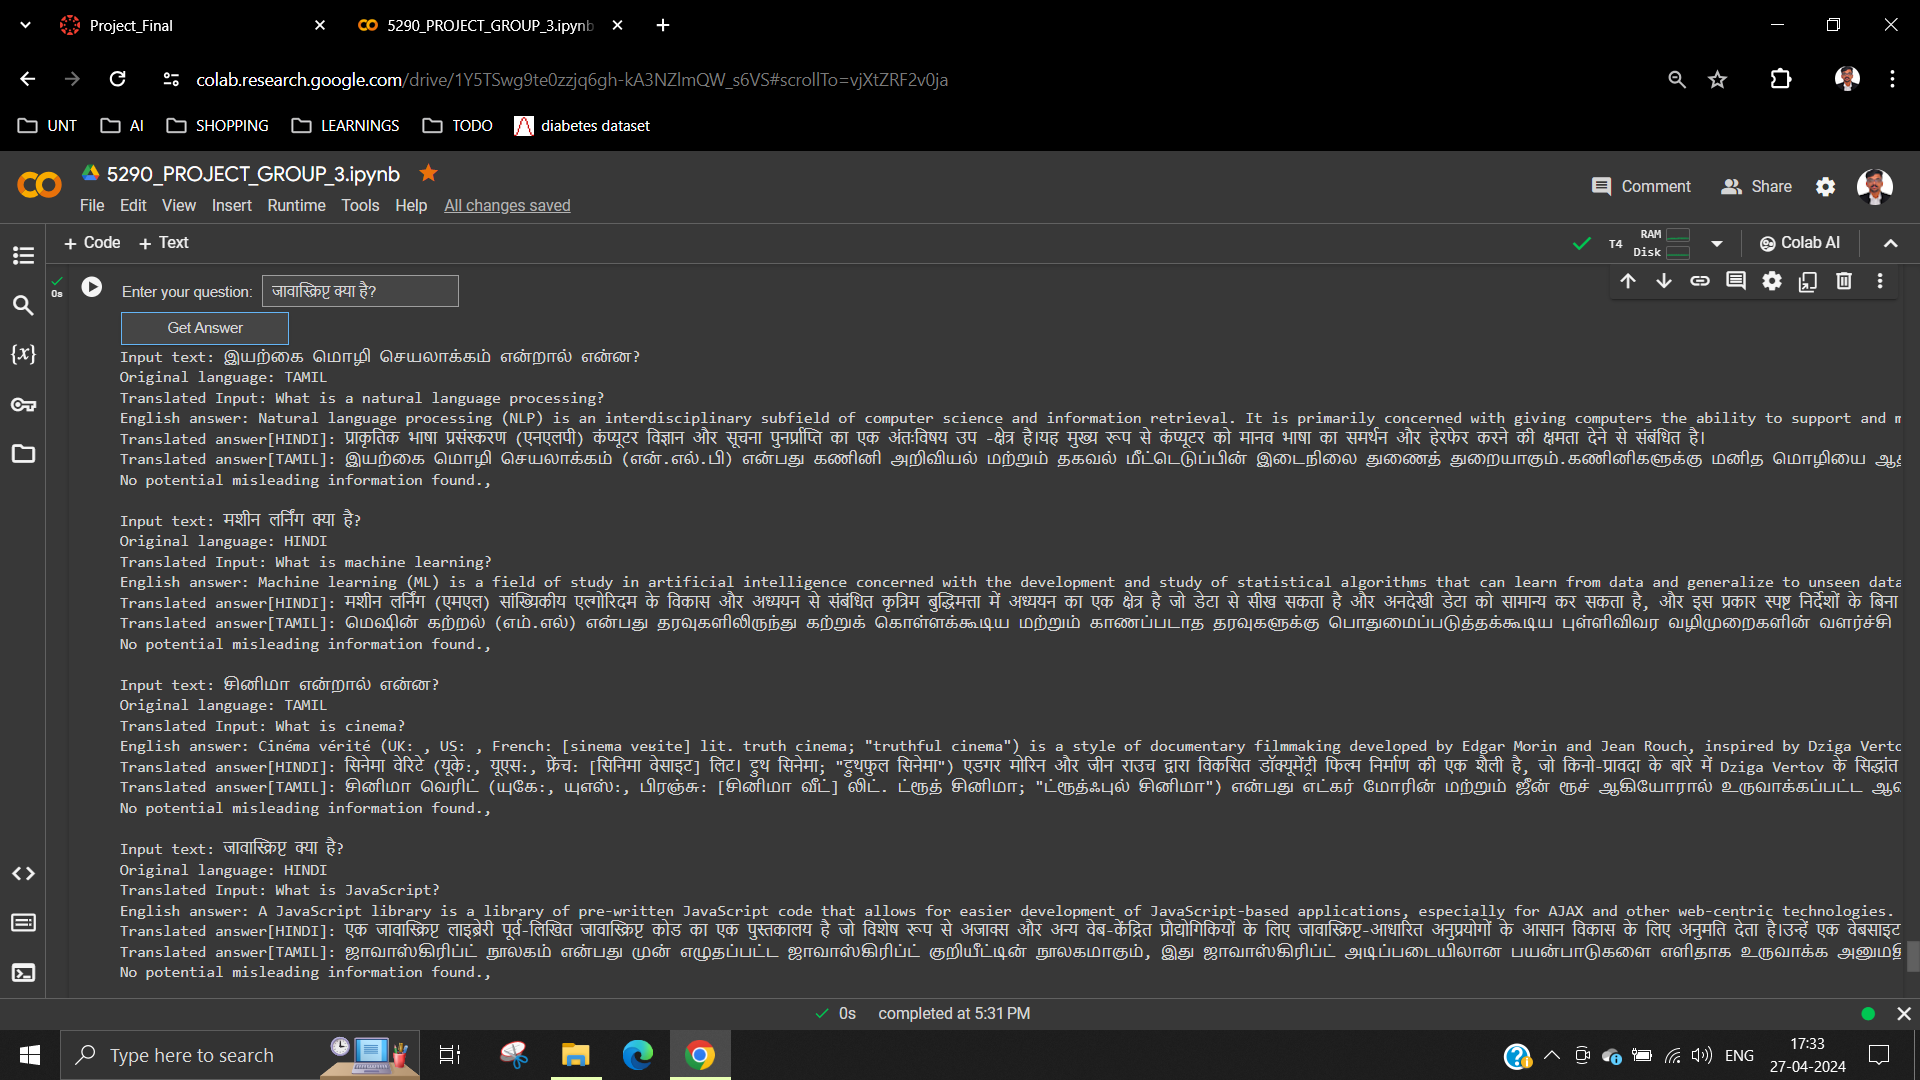 Project_Final
5290_PROJECT_GROUP_3.ipynb
colab.research.google.com/drive/1Y5TSwg9te0zzjq6gh-kA3NZlmQW_s6VS#scrollTo=vjXtZRF2v0ja
UNT AI SHOPPING LEARNINGS TODO diabetes dataset
5290_PROJECT_GROUP_3.ipynb
Comment Share
File Edit View Insert Runtime Tools Help All changes saved
+ Code + Text
T4 RAM Disk Colab AI
0s
Enter your question: जावास्क्रिप्ट क्या है?
Get Answer
Input text: இயற்கை மொழி செயலாக்கம் என்றால் என்ன?
Original language: TAMIL
Translated Input: What is a natural language processing?
English answer: Natural language processing (NLP) is an interdisciplinary subfield of computer science and information retrieval. It is primarily concerned with giving computers the ability to support and m
Translated answer[HINDI]: प्राकृतिक भाषा प्रसंस्करण (एनएलपी) कंप्यूटर विज्ञान और सूचना पुनर्प्राप्ति का एक अंतःविषय उप -क्षेत्र है।यह मुख्य रूप से कंप्यूटर को मानव भाषा का समर्थन और हेरफेर करने की क्षमता देने से संबंधित है।
Translated answer[TAMIL]: இயற்கை மொழி செயலாக்கம் (என்.எல்.பி) என்பது கணினி அறிவியல் மற்றும் தகவல் மீட்டெடுப்பின் இடைநிலை துணைத் துறையாகும்.கணினிகளுக்கு மனித மொழியை ஆத
No potential misleading information found.,
Input text: मशीन लर्निंग क्या है?
Original language: HINDI
Translated Input: What is machine learning?
English answer: Machine learning (ML) is a field of study in artificial intelligence concerned with the development and study of statistical algorithms that can learn from data and generalize to unseen data
Translated answer[HINDI]: मशीन लर्निंग (एमएल) सांख्यिकीय एल्गोरिदम के विकास और अध्ययन से संबंधित कृत्रिम बुद्धिमत्ता में अध्ययन का एक क्षेत्र है जो डेटा से सीख सकता है और अनदेखी डेटा को सामान्य कर सकता है, और इस प्रकार स्पष्ट निर्देशों के बिना
Translated answer[TAMIL]: மெஷின் கற்றல் (எம்.எல்) என்பது தரவுகளிலிருந்து கற்றுக் கொள்ளக்கூடிய மற்றும் காணப்படாத தரவுகளுக்கு பொதுமைப்படுத்தக்கூடிய புள்ளிவிவர வழிமுறைகளின் வளர்ச்சி
No potential misleading information found.,
Input text: சினிமா என்றால் என்ன?
Original language: TAMIL
Translated Input: What is cinema?
English answer: Cinéma vérité (UK: , US: , French: [sinema veʁite] lit. truth cinema; "truthful cinema") is a style of documentary filmmaking developed by Edgar Morin and Jean Rouch, inspired by Dziga Verto
Translated answer[HINDI]: सिनेमा वेरिटे (यूके:, यूएस:, फ्रेंच: [सिनिमा वेसाइट] लिट। ट्रुथ सिनेमा; "ट्रुथफुल सिनेमा") एडगर मोरिन और जीन राउच द्वारा विकसित डॉक्यूमेंट्री फिल्म निर्माण की एक शैली है, जो किनो-प्रावदा के बारे में Dziga Vertov के सिद्धांत
Translated answer[TAMIL]: சினிமா வெரிட் (யுகே:, யுஎஸ்:, பிரஞ்சு: [சினிமா வீட்] லிட். ட்ரூத் சினிமா; "ட்ரூத்ஃபுல் சினிமா") என்பது எட்கர் மோரின் மற்றும் ஜீன் ரூச் ஆகியோரால் உருவாக்கப்பட்ட ஆவ
No potential misleading information found.,
Input text: जावास्क्रिप्ट क्या है?
Original language: HINDI
Translated Input: What is JavaScript?
English answer: A JavaScript library is a library of pre-written JavaScript code that allows for easier development of JavaScript-based applications, especially for AJAX and other web-centric technologies.
Translated answer[HINDI]: एक जावास्क्रिप्ट लाइब्रेरी पूर्व-लिखित जावास्क्रिप्ट कोड का एक पुस्तकालय है जो विशेष रूप से अजाक्स और अन्य वेब-केंद्रित प्रौद्योगिकियों के लिए जावास्क्रिप्ट-आधारित अनुप्रयोगों के आसान विकास के लिए अनुमति देता है।उन्हें एक वेबसाइट
Translated answer[TAMIL]: ஜாவாஸ்கிரிப்ட் நூலகம் என்பது முன் எழுதப்பட்ட ஜாவாஸ்கிரிப்ட் குறியீட்டின் நூலகமாகும், இது ஜாவாஸ்கிரிப்ட் அடிப்படையிலான பயன்பாடுகளை எளிதாக உருவாக்க அனுமதி
No potential misleading information found.,
0s completed at 5:31 PM
Type here to search
ENG
17:33
27-04-2024